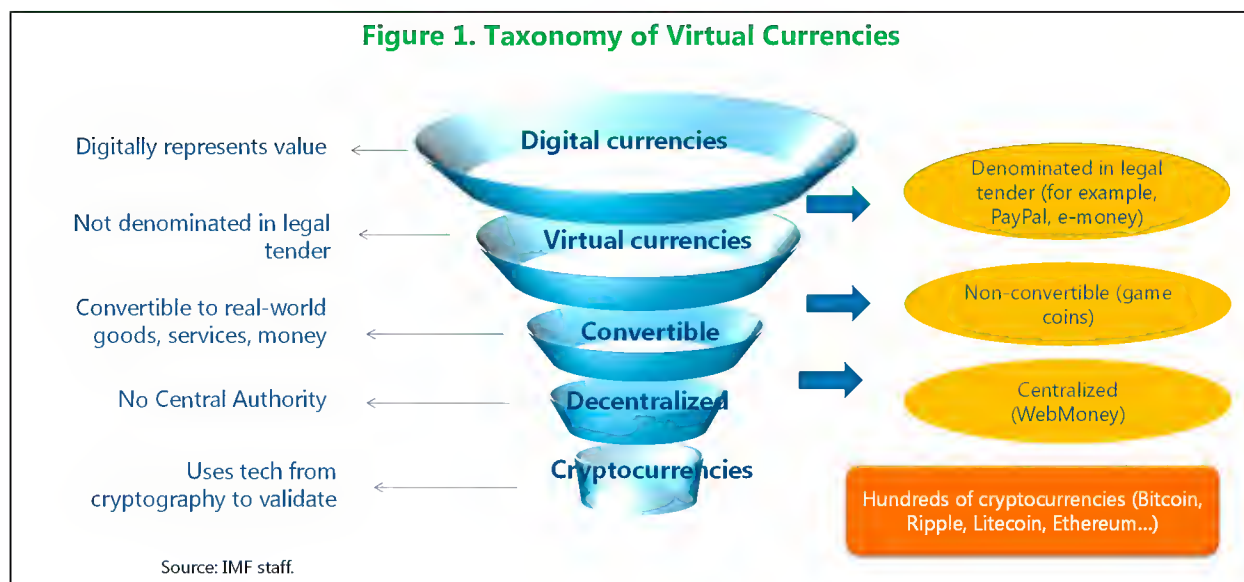 Figure 1. Taxonomy of Virtual Currencies
Digitally represents value
Digital currencies
Denominated in legal
tender (for example,
PayPal, e-money)
Not denominated in legal
tender
Virtual currencies
Convertible to real-world
goods, services, money
Convertible
Non-convertible (game
coins)
No Central Authority
Decentralized
Centralized
(WebMoney)
Uses tech from
cryptography to validate
Cryptocurrencies
Hundreds of cryptocurrencies (Bitcoin,
Ripple, Litecoin, Ethereum...)
Source: IMF staff.